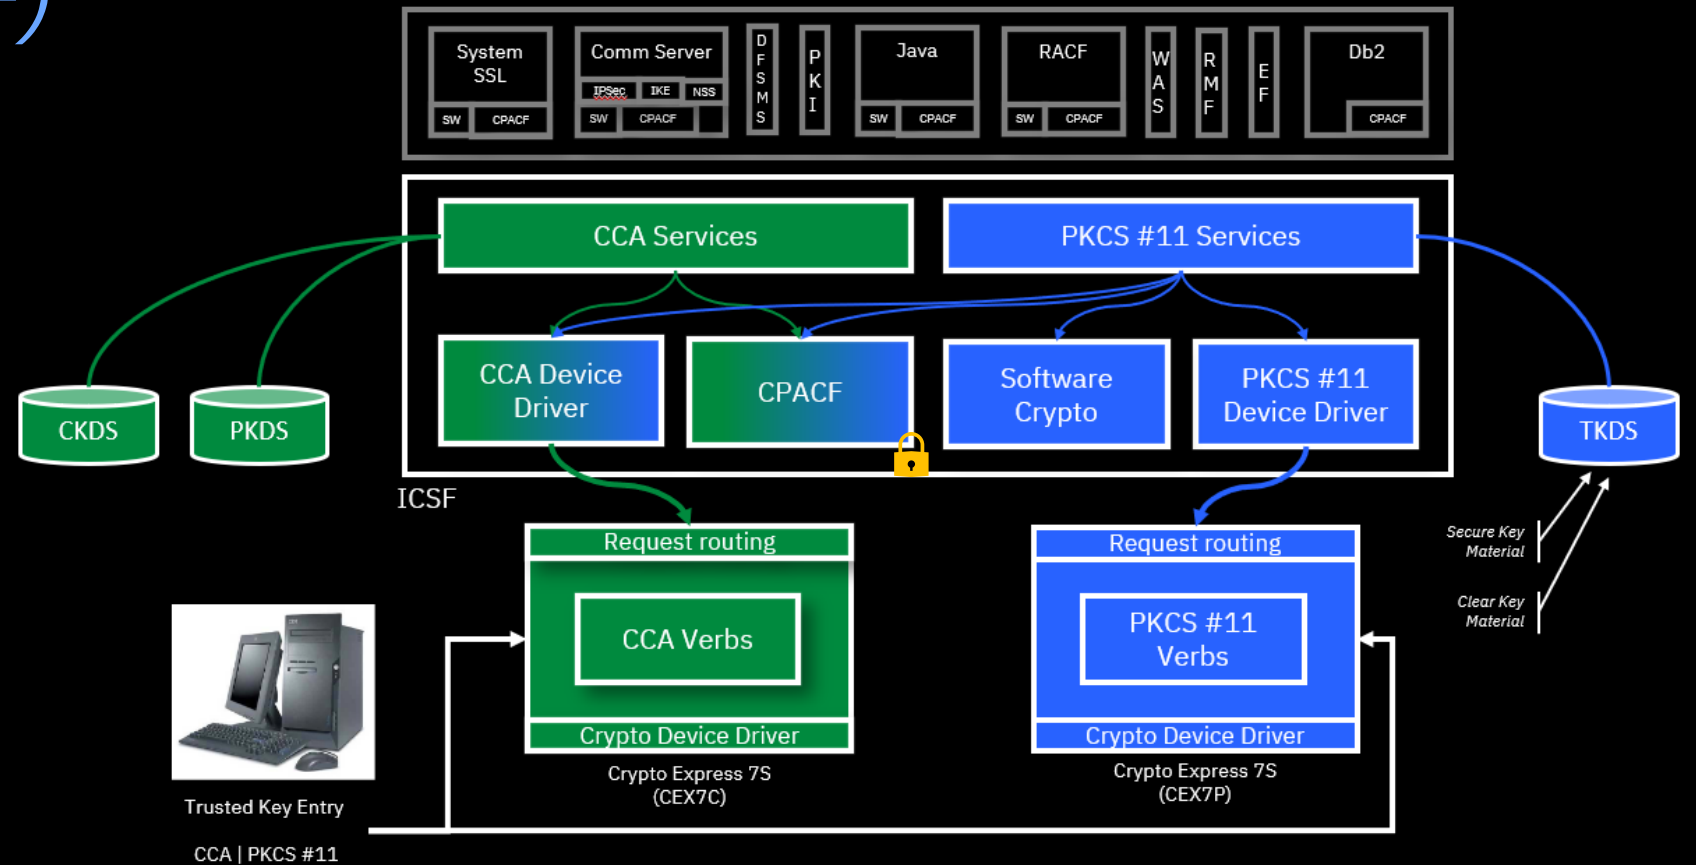 )
System
SSL
SW
CPACF
Comm Server
IPSec
IKE
NSS
SW
CPACF
D
F
S
M
S
P
K
I
Java
SW
CPACF
RACF
SW
CPACF
W
A
S
R
M
F
E
F
Db2
CPACF
CCA Services
PKCS #11 Services
CCA Device
Driver
CPACF
Software
Crypto
PKCS #11
Device Driver
CKDS
PKDS
TKDS
ICSF
Secure Key
Material
Clear Key
Material
Request routing
CCA Verbs
Crypto Device Driver
Crypto Express 7S
(CEX7C)
Request routing
PKCS #11
Verbs
Crypto Device Driver
Crypto Express 7S
(CEX7P)
Trusted Key Entry
CCA | PKCS #11